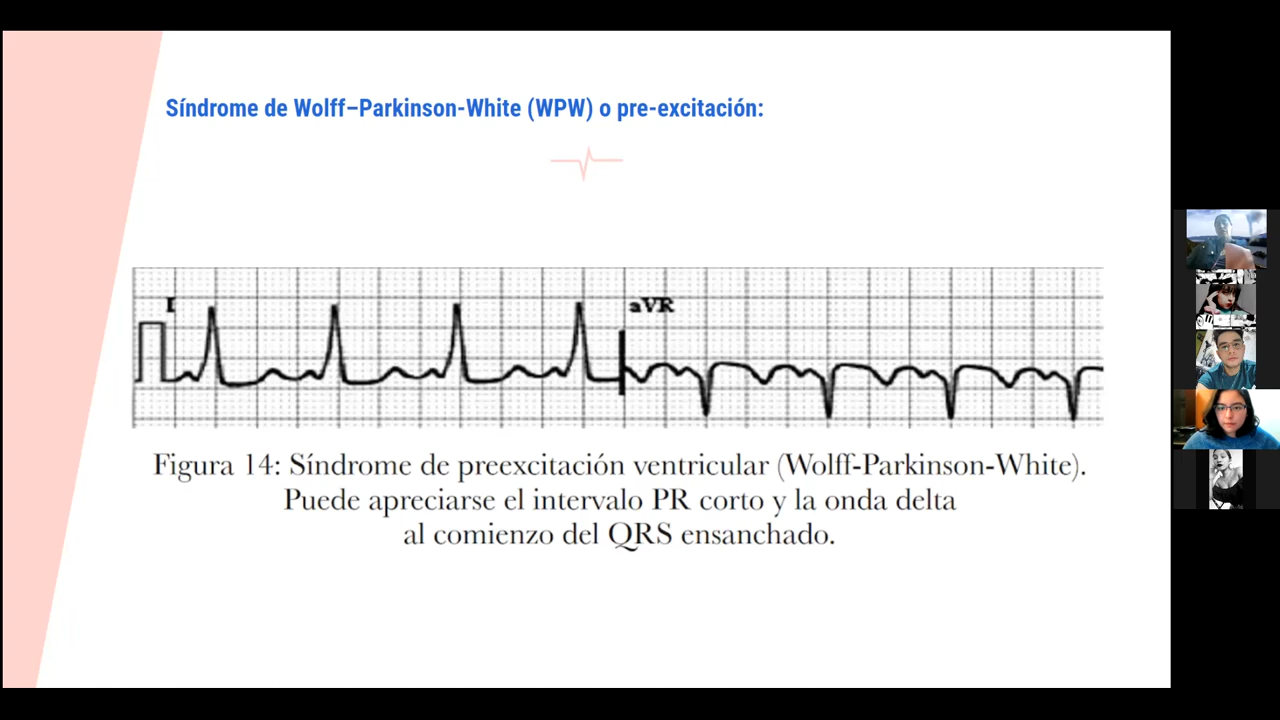 Síndrome de Wolff–Parkinson-White (WPW) o pre-excitación:
I
aVR
Figura 14: Síndrome de preexcitación ventricular (Wolff-Parkinson-White).
Puede apreciarse el intervalo PR corto y la onda delta
al comienzo del QRS ensanchado.